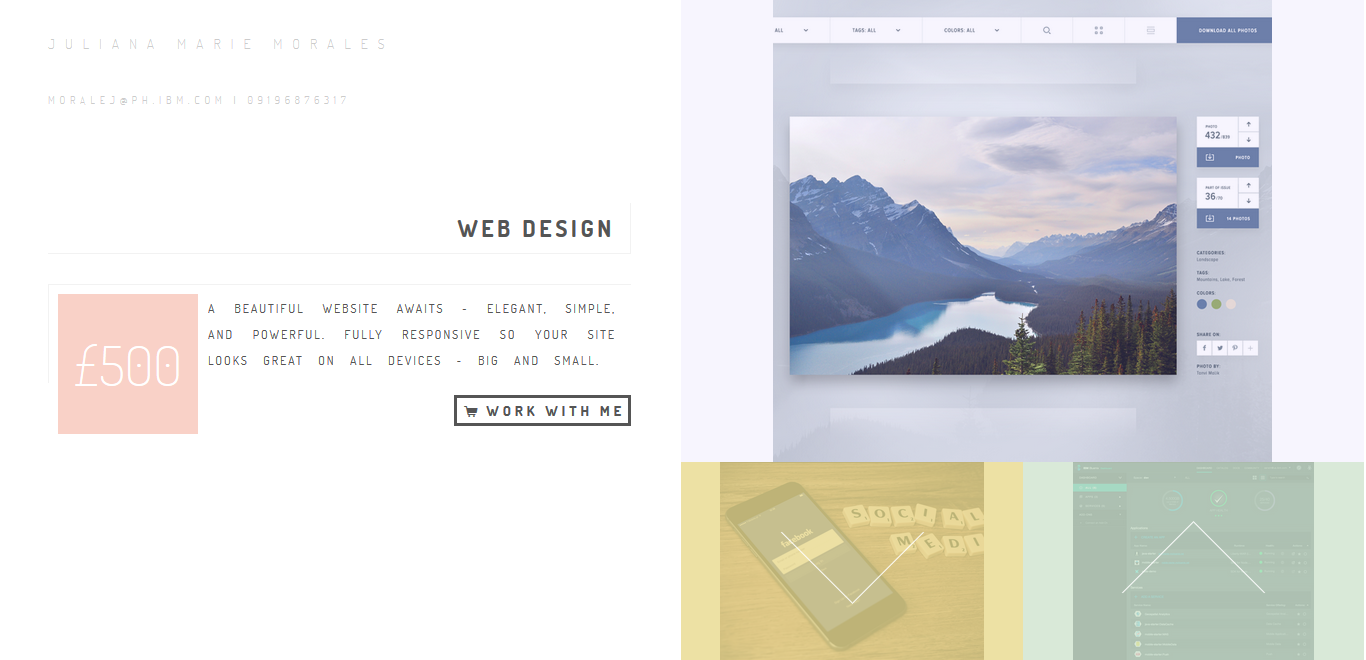 JULIANA MARIE MORALES
MORALEJ@PH.IBM.COM | 09196876317
WEB DESIGN
£500
A BEAUTIFUL WEBSITE AWAITS - ELEGANT, SIMPLE,
AND POWERFUL. FULLY RESPONSIVE SO YOUR SITE
LOOKS GREAT ON ALL DEVICES - BIG AND SMALL.
WORK WITH ME
ALL
TAGS: ALL
COLORS: ALL
DOWNLOAD ALL PHOTOS
PHOTO
432/839
PHOTO
PART OF ISSUE
36
14 PHOTOS
CATEGORIES:
Landscape
TAGS:
Mountains, Lake, Forest
COLORS:
SHARE ON:
PHOTO BY:
facebook
SOCIAL
MEDI